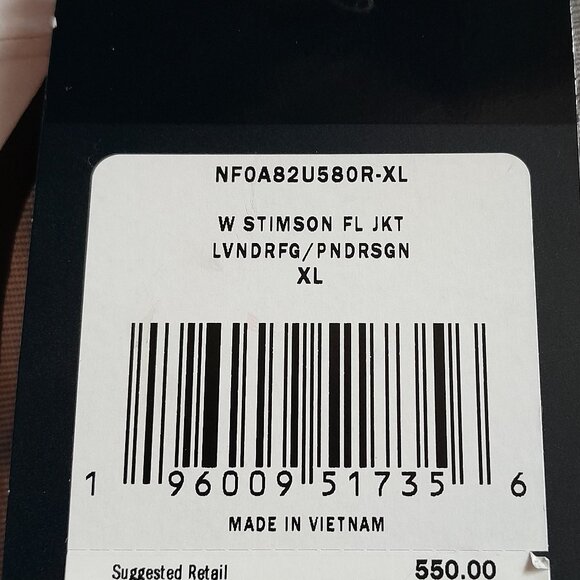 NF0A82U580R-XL
W STIMSON FL JKT
LVNDRFG/PNDRSGN
XL
1 96009 51735 6
MADE IN VIETNAM
Suggested Retail 550.00